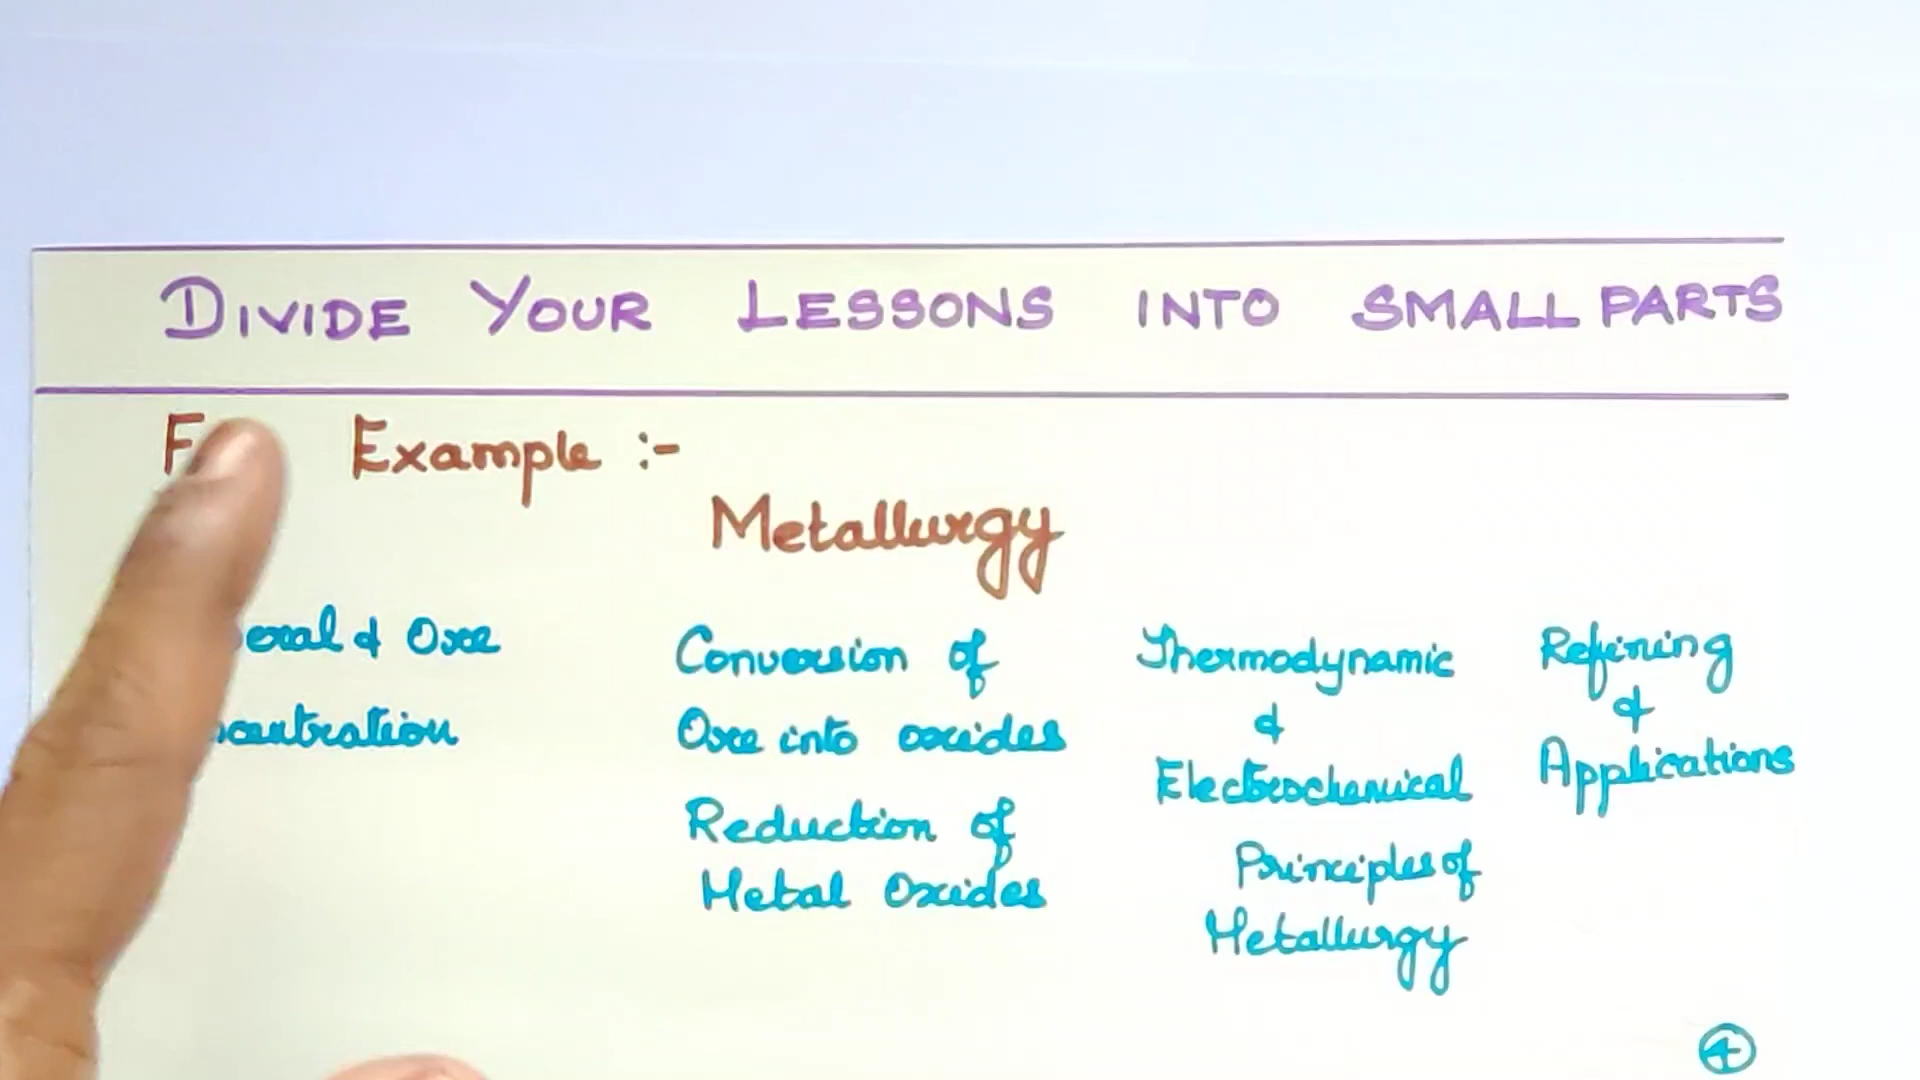 DIVIDE YOUR LESSONS INTO SMALL PARTS
Example :-
Metallurgy
& Ore
Conversion of
Ore into oxides
Reduction of
Metal Oxides
Thermodynamic
&
Electrochemical
Principles of
Metallurgy
Refining
&
Applications
4